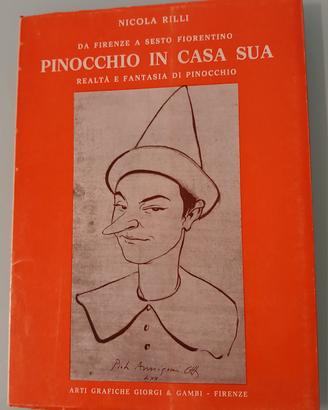 NICOLA RILLI
DA FIRENZE A SESTO FIORENTINO
PINOCCHIO IN CASA SUA
REALTÀ E FANTASIA DI PINOCCHIO
ARTI GRAFICHE GIORGI & GAMBI - FIRENZE